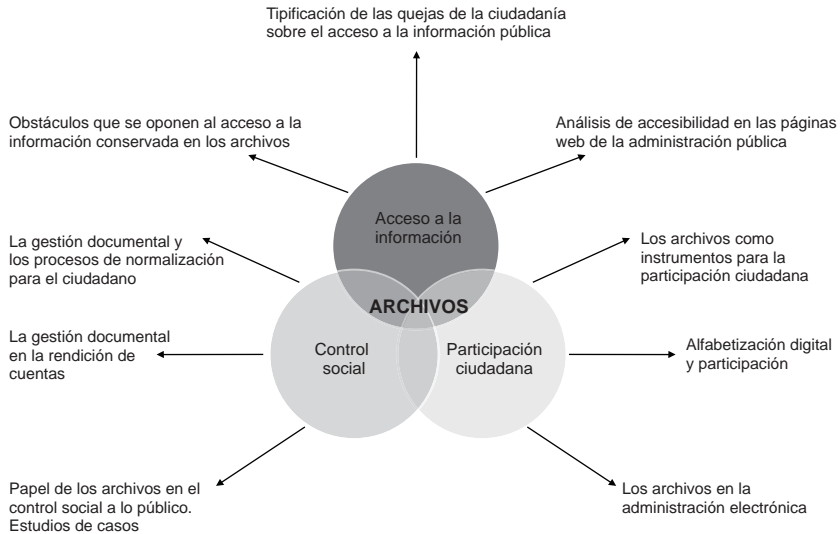 Tipificación de las quejas de la ciudadanía
sobre el acceso a la información pública
Obstáculos que se oponen al acceso a la
información conservada en los archivos
Análisis de accesibilidad en las páginas
web de la administración pública
Acceso a la
información
La gestión documental y
los procesos de normalización
para el ciudadano
Los archivos como
instrumentos para la
participación ciudadana
ARCHIVOS
La gestión documental
en la rendición de
cuentas
Control
social
Participación
ciudadana
Alfabetización digital
y participación
Papel de los archivos en el
control social a lo público.
Estudios de casos
Los archivos en la
administración electrónica